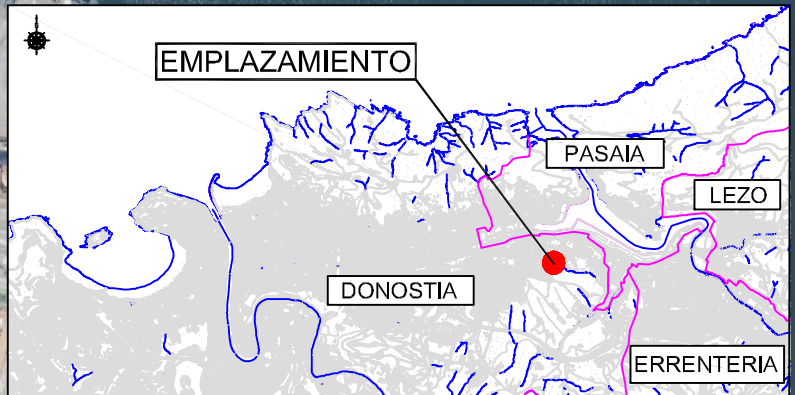 EMPLAZAMIENTO
PASAIA
LEZO
DONOSTIA
ERRENTERIA